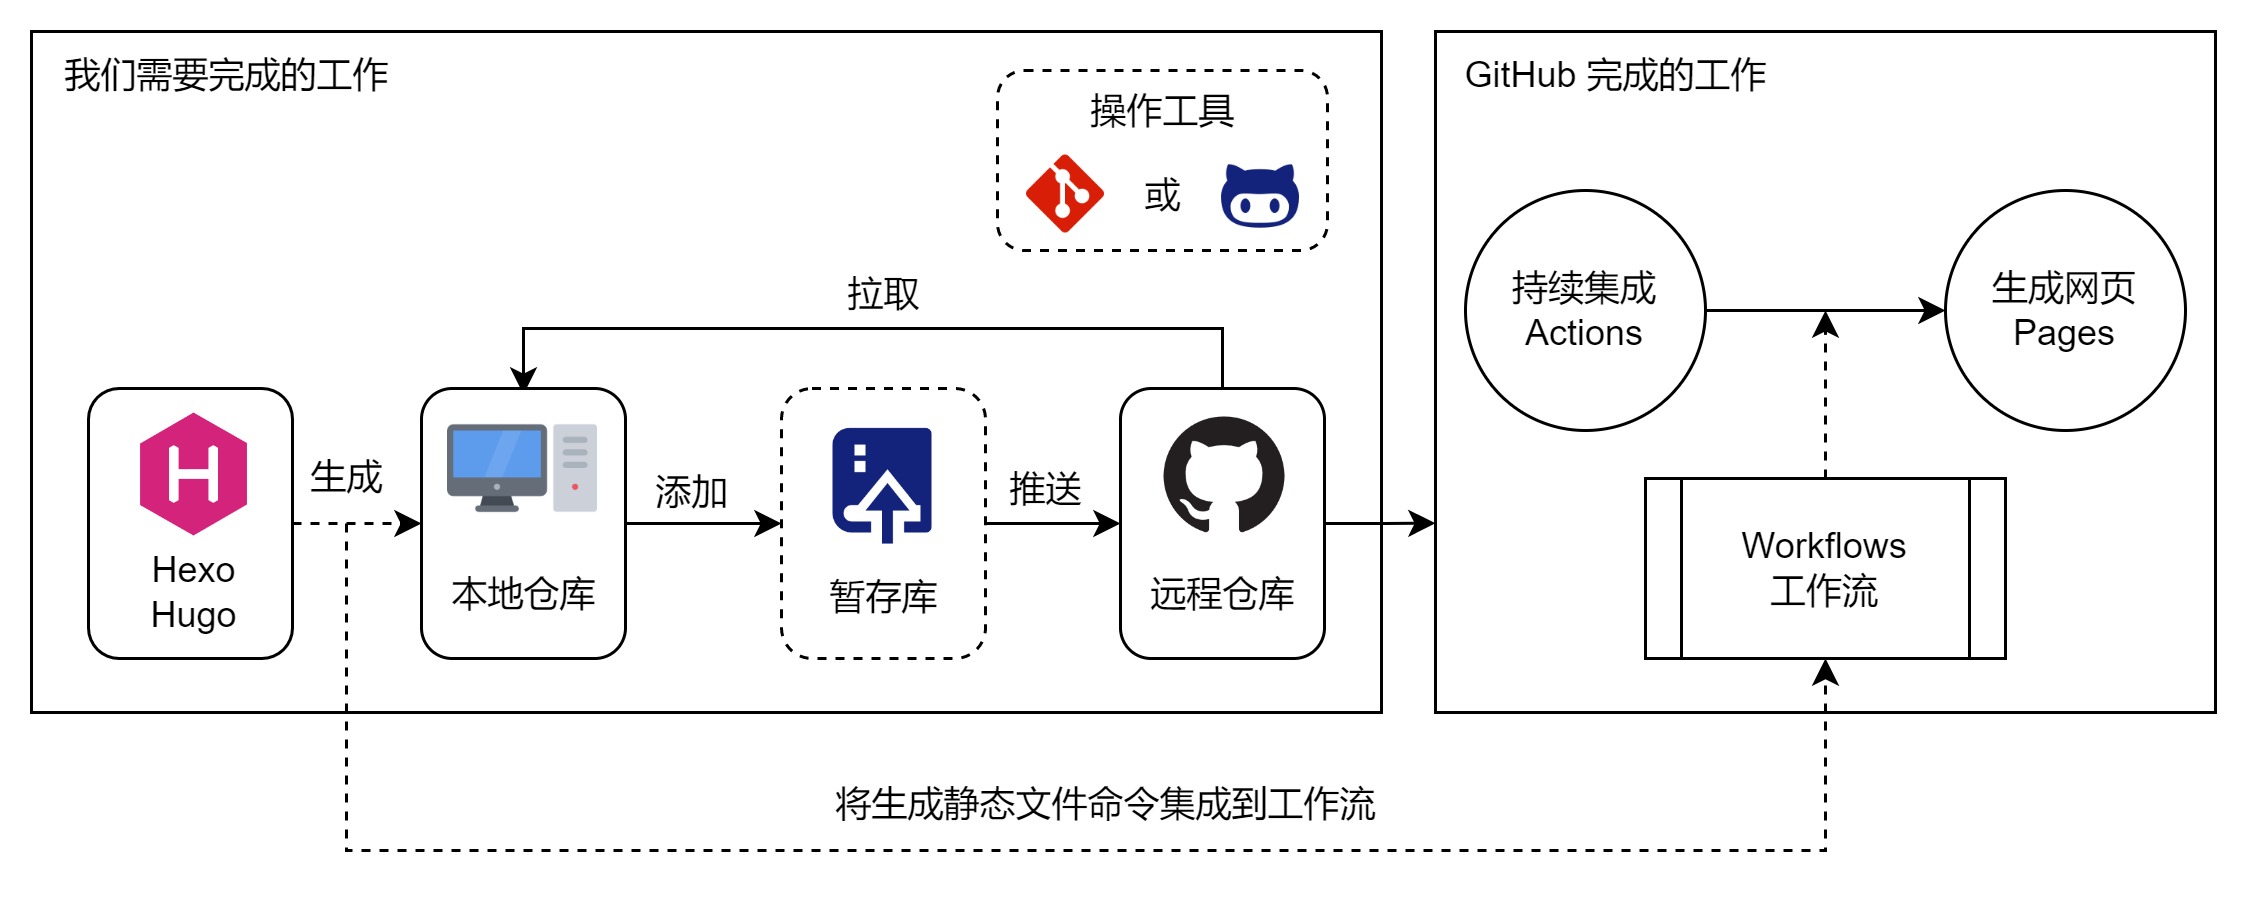 我们需要完成的工作
操作工具
或
拉取
Hexo
Hugo
生成
本地仓库
添加
暂存库
推送
远程仓库
GitHub 完成的工作
持续集成
Actions
生成网页
Pages
Workflows
工作流
将生成静态文件命令集成到工作流